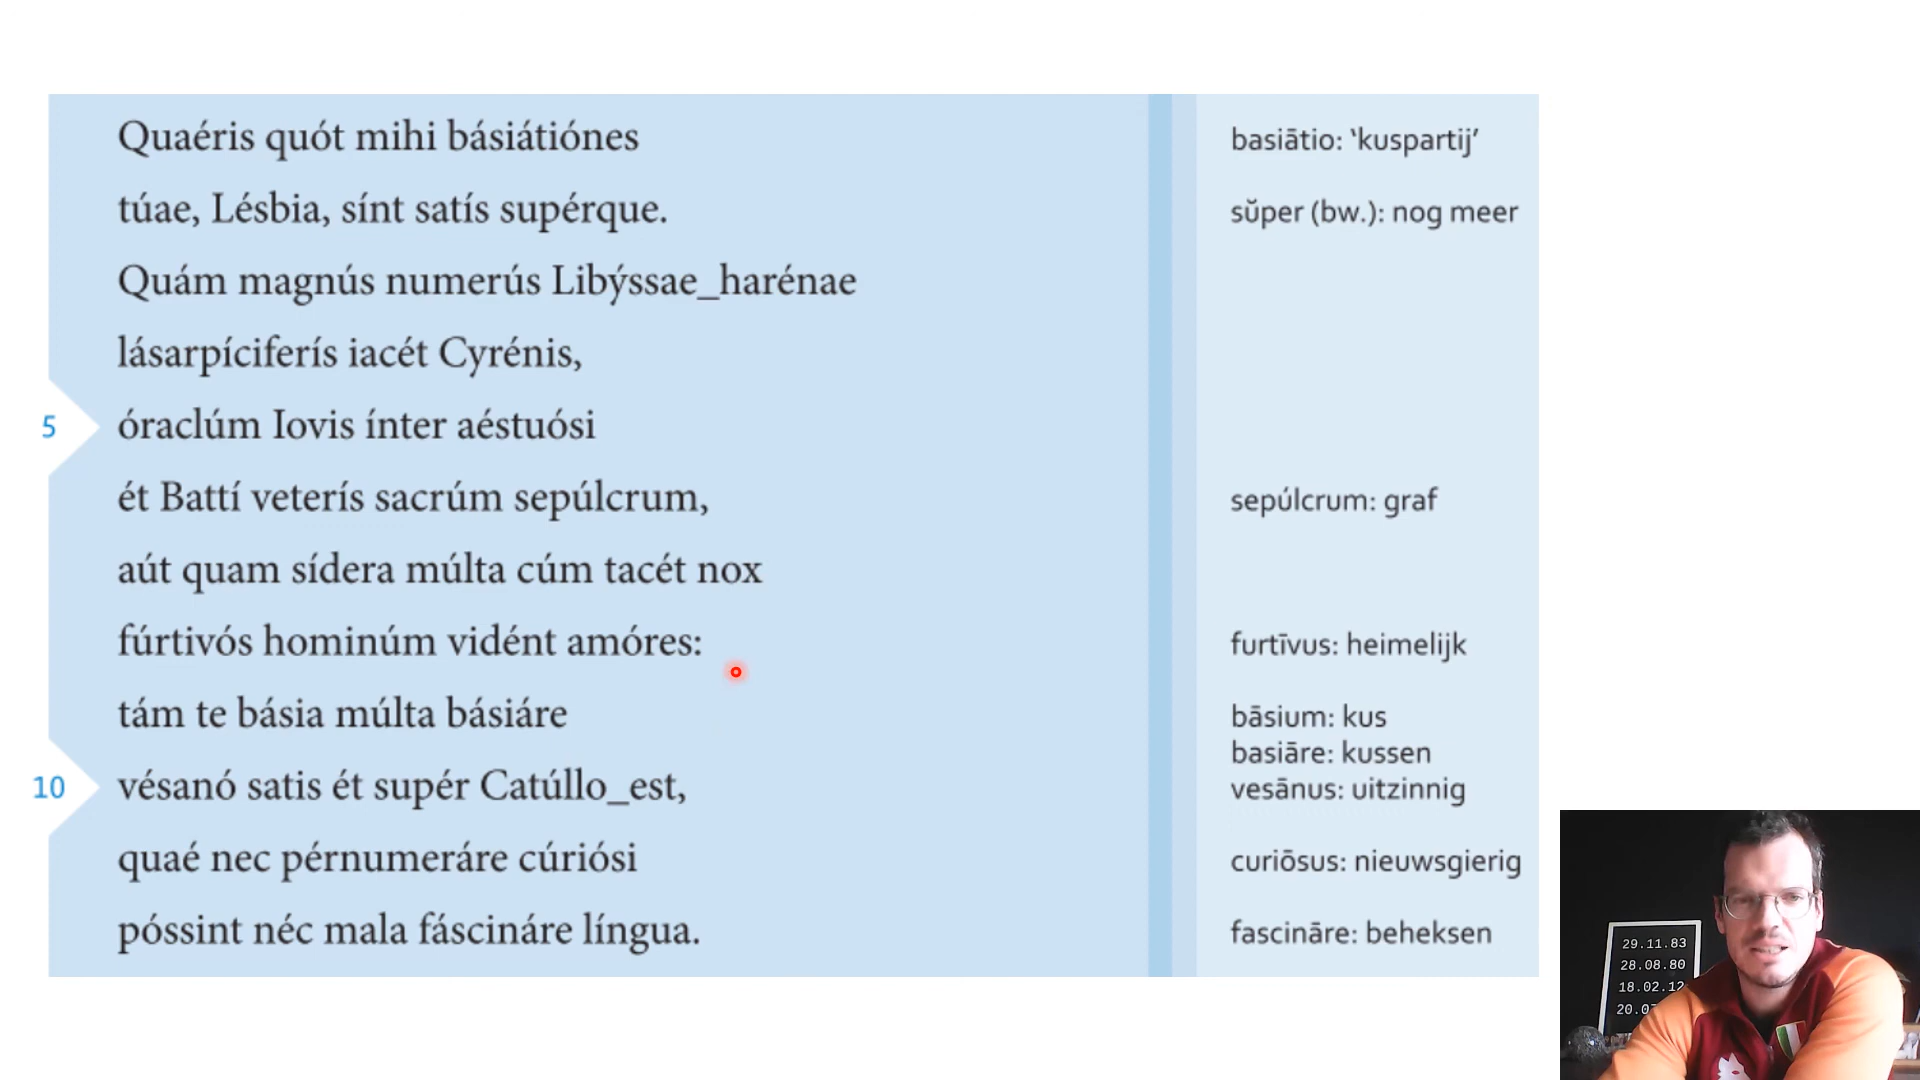 Quaéris quót mihi básiátiónes
túae, Lésbia, sínt satís supérque.
Quám magnús numerús Libýssae_harénae
lásarpíciferís iacét Cyrénis,
5 óraclúm Iovis ínter aéstuósi
ét Battí veterís sacrúm sepúlcrum,
aút quam sídera múlta cúm tacét nox
fúrtivós hominúm vidént amóres:
tám te básia múlta básiáre
10 vésanó satis ét supér Catúllo_est,
quaé nec pérnumeráre cúriósi
póssint néc mala fáscináre língua.
basiātio: ‘kuspartij’
sŭper (bw.): nog meer
sepúlcrum: graf
furtīvus: heimelijk
bāsium: kus
basiāre: kussen
vesānus: uitzinnig
curiōsus: nieuwsgierig
fascināre: beheksen
29.11.83
28.08.80
18.02.12